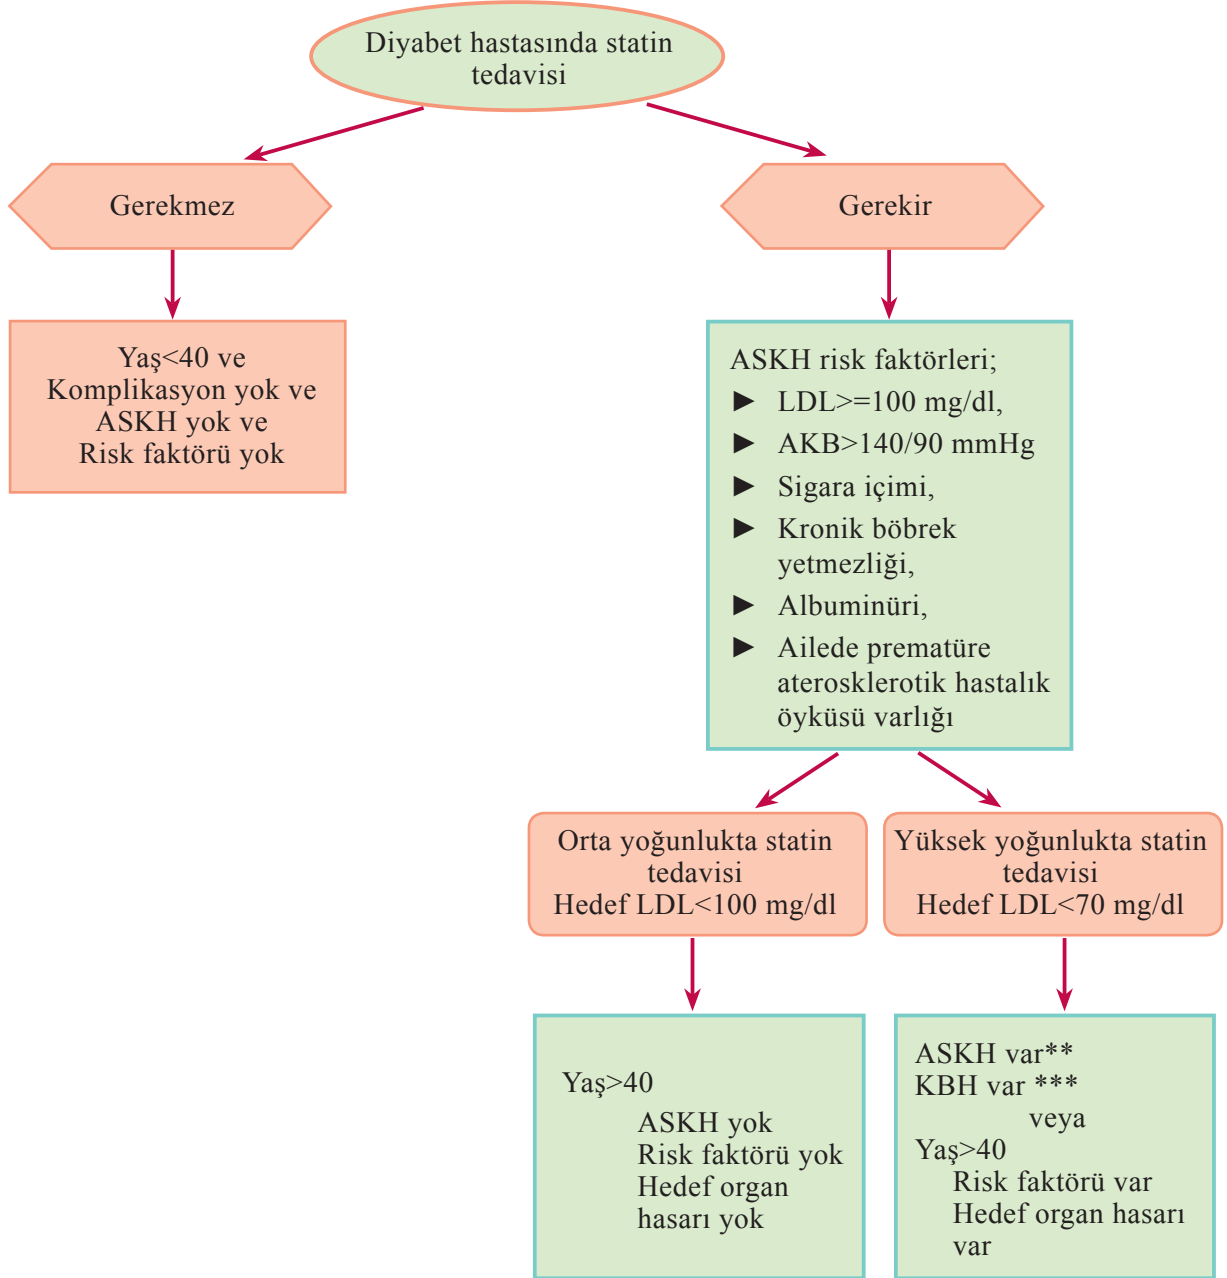 Diyabet hastasında statin
tedavisi
Gerekmez
Gerekir
Yaş<40 ve
Komplikasyon yok ve
ASKH yok ve
Risk faktörü yok
ASKH risk faktörleri;
► LDL>=100 mg/dl,
► AKB>140/90 mmHg
► Sigara içimi,
► Kronik böbrek
yetmezliği,
► Albuminüri,
► Ailede prematüre
aterosklerotik hastalık
öyküsü varlığı
Orta yoğunlukta statin
tedavisi
Hedef LDL<100 mg/dl
Yüksek yoğunlukta statin
tedavisi
Hedef LDL<70 mg/dl
Yaş>40
ASKH yok
Risk faktörü yok
Hedef organ
hasarı yok
ASKH var**
KBH var ***
veya
Yaş>40
Risk faktörü var
Hedef organ hasarı
var